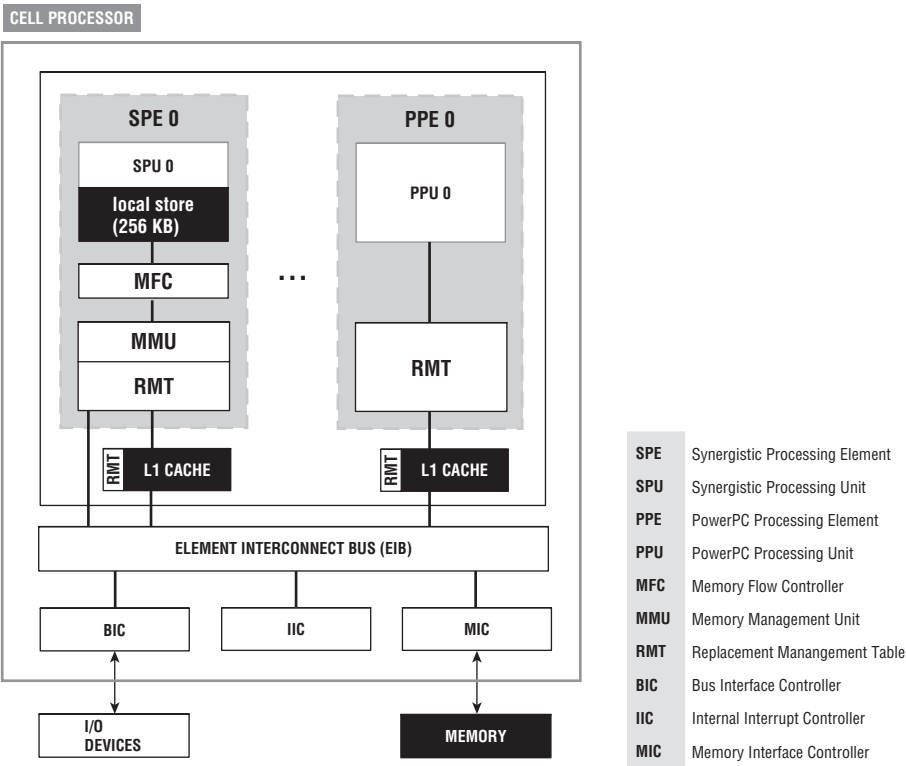 CELL PROCESSOR
SPE 0
SPU 0
local store
(256 KB)
MFC
MMU
RMT
RMT
L1 CACHE
...
PPE 0
PPU 0
RMT
RMT
L1 CACHE
ELEMENT INTERCONNECT BUS (EIB)
BIC
IIC
MIC
I/O
DEVICES
MEMORY
SPE Synergistic Processing Element
SPU Synergistic Processing Unit
PPE PowerPC Processing Element
PPU PowerPC Processing Unit
MFC Memory Flow Controller
MMU Memory Management Unit
RMT Replacement Manangement Table
BIC Bus Interface Controller
IIC Internal Interrupt Controller
MIC Memory Interface Controller